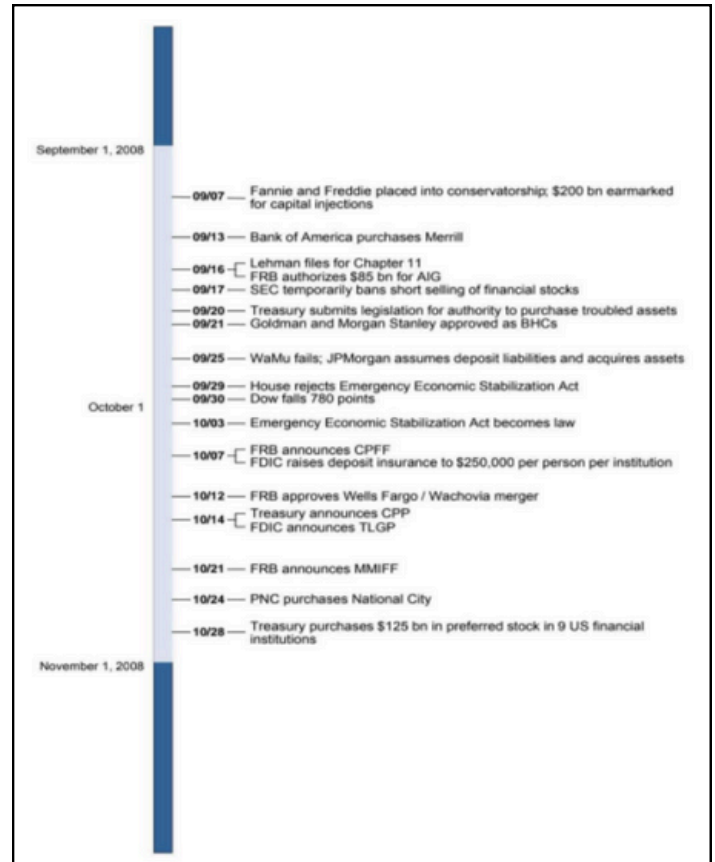 September 1, 2008
09/07 Fannie and Freddie placed into conservatorship; $200 bn earmarked
for capital injections
09/13 Bank of America purchases Merrill
09/16 Lehman files for Chapter 11
FRB authorizes $85 bn for AIG
09/17 SEC temporarily bans short selling of financial stocks
09/20 Treasury submits legislation for authority to purchase troubled assets
09/21 Goldman and Morgan Stanley approved as BHCs
09/25 WaMu fails; JPMorgan assumes deposit liabilities and acquires assets
09/29 House rejects Emergency Economic Stabilization Act
09/30 Dow falls 780 points
October 1
10/03 Emergency Economic Stabilization Act becomes law
10/07 FRB announces CPFF
FDIC raises deposit insurance to $250,000 per person per institution
10/12 FRB approves Wells Fargo / Wachovia merger
10/14 Treasury announces CPP
FDIC announces TLGP
10/21 FRB announces MMIFF
10/24 PNC purchases National City
10/28 Treasury purchases $125 bn in preferred stock in 9 US financial
institutions
November 1, 2008